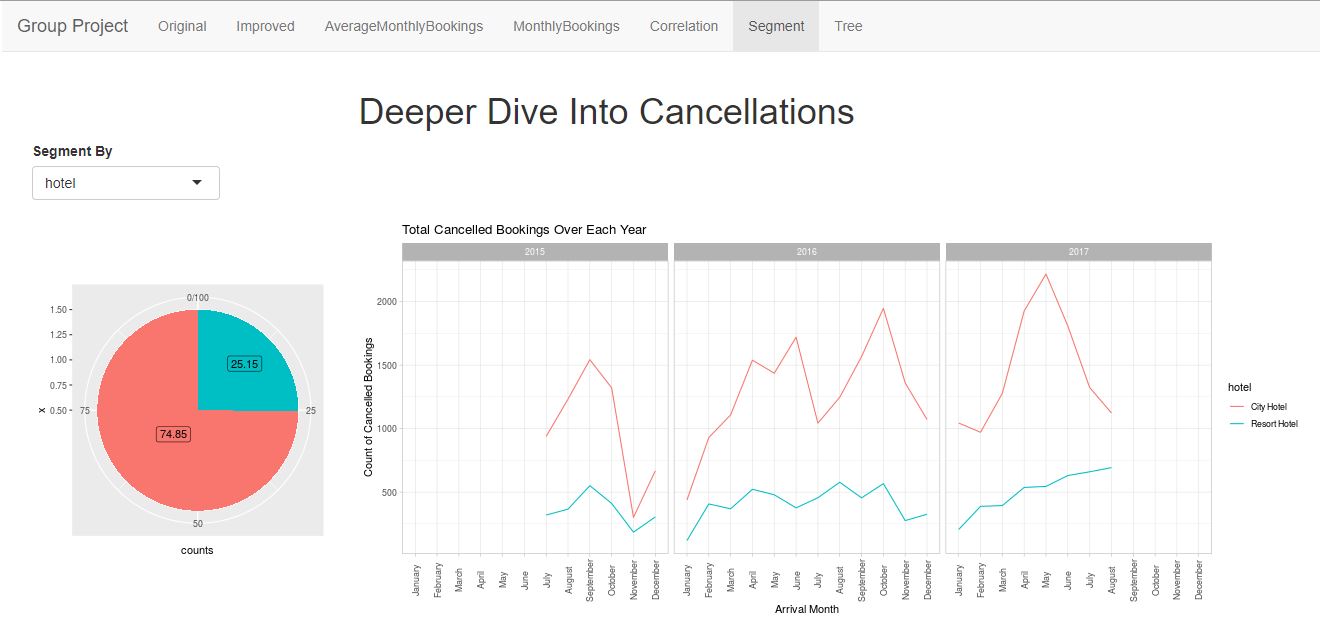 Group Project Original Improved AverageMonthlyBookings MonthlyBookings Correlation Segment Tree
Deeper Dive Into Cancellations
Segment By
hotel
0/100
1.50
1.25
1.00
0.75
0.50
x
75
25
50
25.15
74.85
counts
Total Cancelled Bookings Over Each Year
2015 2016 2017
Count of Cancelled Bookings
2000
1500
1000
500
January February March April May June July August September October November December
January February March April May June July August September October November December
January February March April May June July August September October November December
Arrival Month
hotel
City Hotel
Resort Hotel